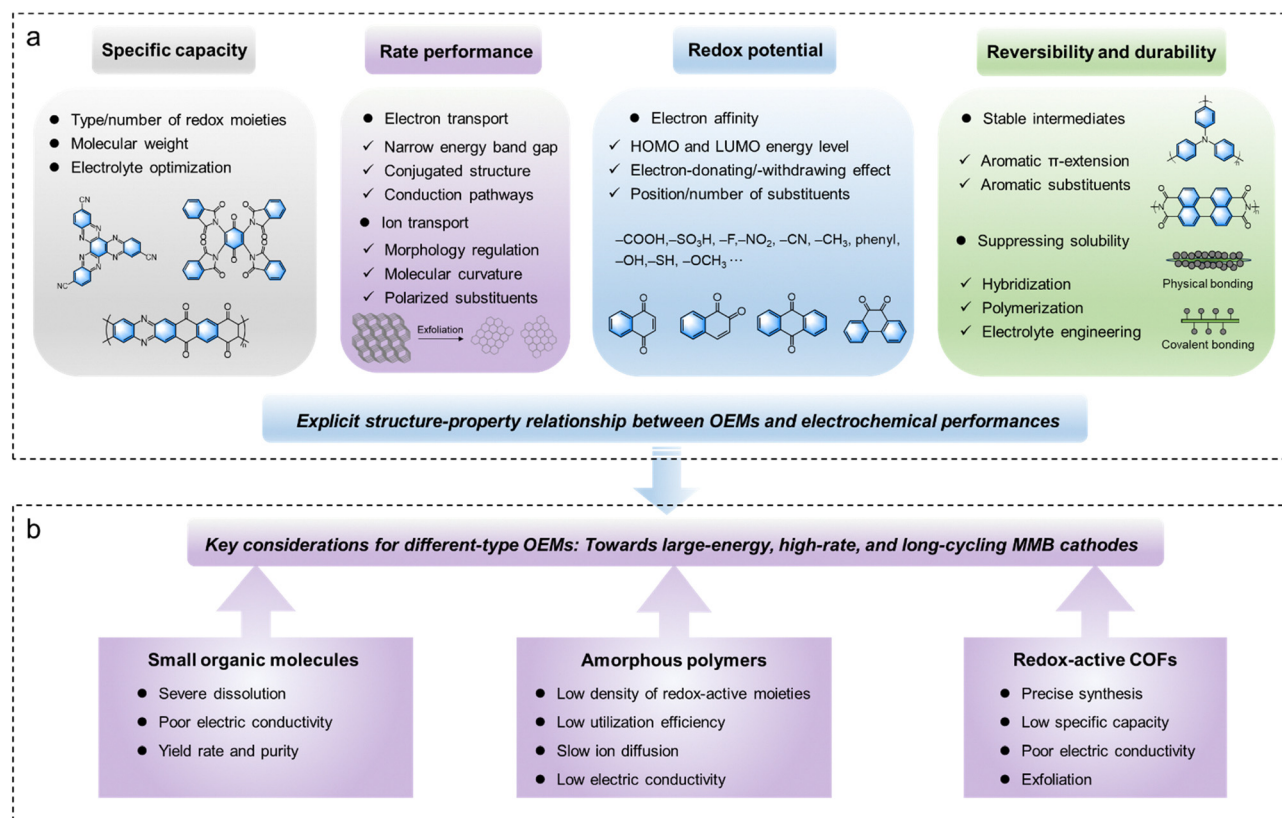 a
Specific capacity
Type/number of redox moieties
Molecular weight
Electrolyte optimization
CN
N
N
N
N
N
N
CN
NC
O
O
O
O
O
N
N
O
O
N
N
O
O
O
N
N
O
O
O
O
n
Rate performance
Electron transport
Narrow energy band gap
Conjugated structure
Conduction pathways
Ion transport
Morphology regulation
Molecular curvature
Polarized substituents
Exfoliation
Redox potential
Electron affinity
HOMO and LUMO energy level
Electron-donating/-withdrawing effect
Position/number of substituents
–COOH,–SO₃H, –F,–NO₂, –CN, –CH₃, phenyl,
–OH,–SH, –OCH₃ ···
O
O
O
O
O
O
O
O
Reversibility and durability
Stable intermediates
Aromatic π-extension
Aromatic substituents
N
n
O
O
N
N
O
O
n
Suppressing solubility
Hybridization
Polymerization
Electrolyte engineering
Physical bonding
Covalent bonding
Explicit structure-property relationship between OEMs and electrochemical performances
b
Key considerations for different-type OEMs: Towards large-energy, high-rate, and long-cycling MMB cathodes
Small organic molecules
Severe dissolution
Poor electric conductivity
Yield rate and purity
Amorphous polymers
Low density of redox-active moieties
Low utilization efficiency
Slow ion diffusion
Low electric conductivity
Redox-active COFs
Precise synthesis
Low specific capacity
Poor electric conductivity
Exfoliation